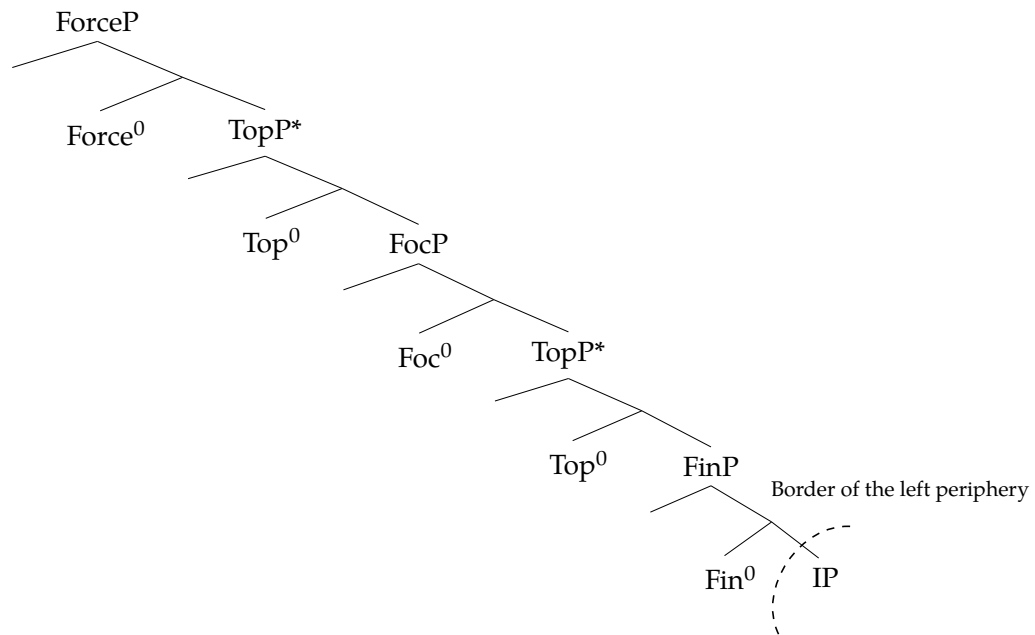 ForceP
Force⁰
TopP*
Top⁰
FocP
Foc⁰
TopP*
Top⁰
FinP
Border of the left periphery
Fin⁰
IP